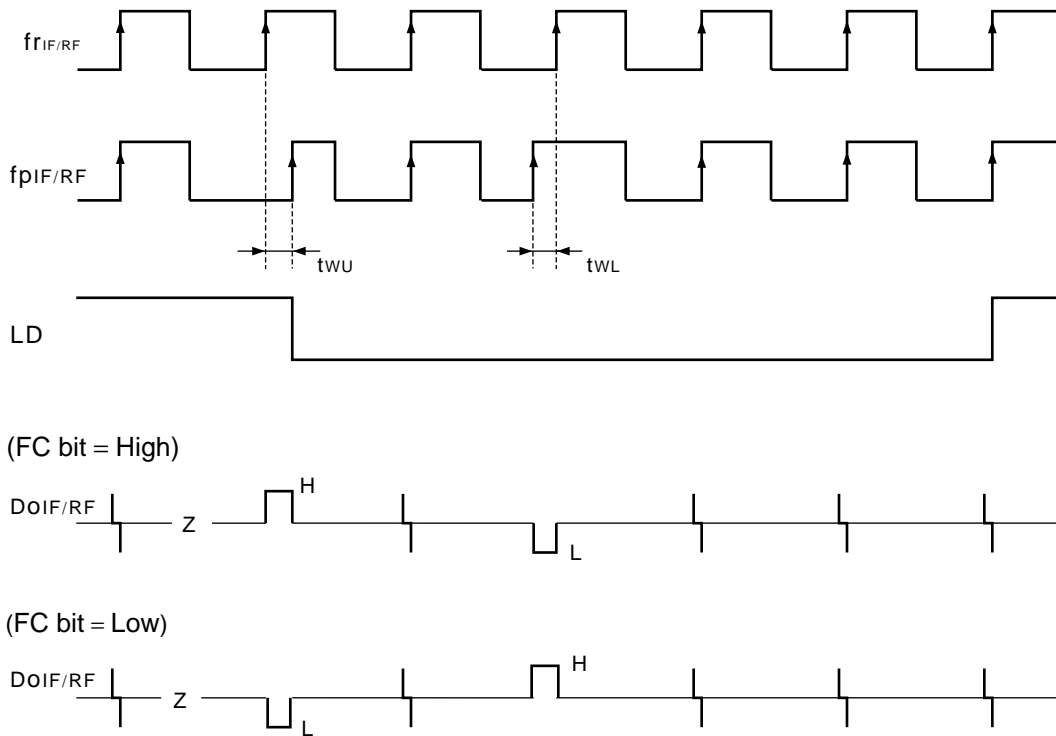 frIF/RF
fpIF/RF
tWU
tWL
LD
(FC bit = High)
DoIF/RF
Z
H
L
(FC bit = Low)
DoIF/RF
Z
L
H